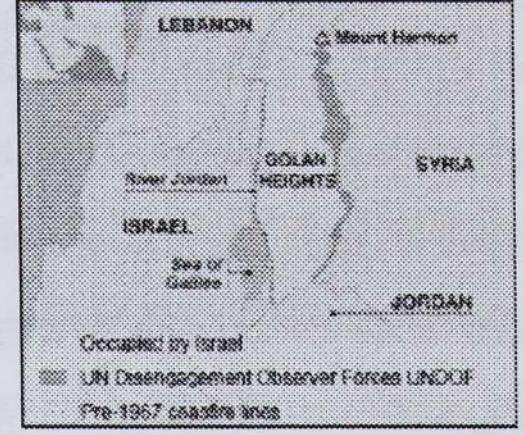 LEBANON
Mount Hermon
GOLAN
HEIGHTS
SYRIA
River Jordan
ISRAEL
Sea of
Galilee
JORDAN
Occupied by Israel
UN Disengagement Observer Forces UNDOF
Pre-1967 ceasfire lines